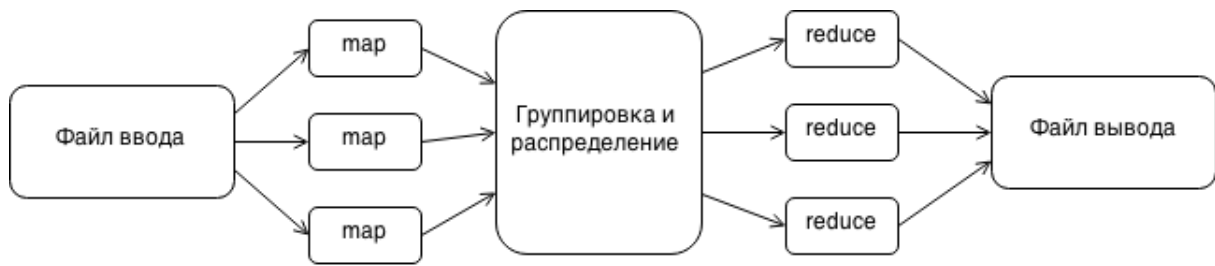 Файл ввода
map
map
map
Группировка и
распределение
reduce
reduce
reduce
Файл вывода